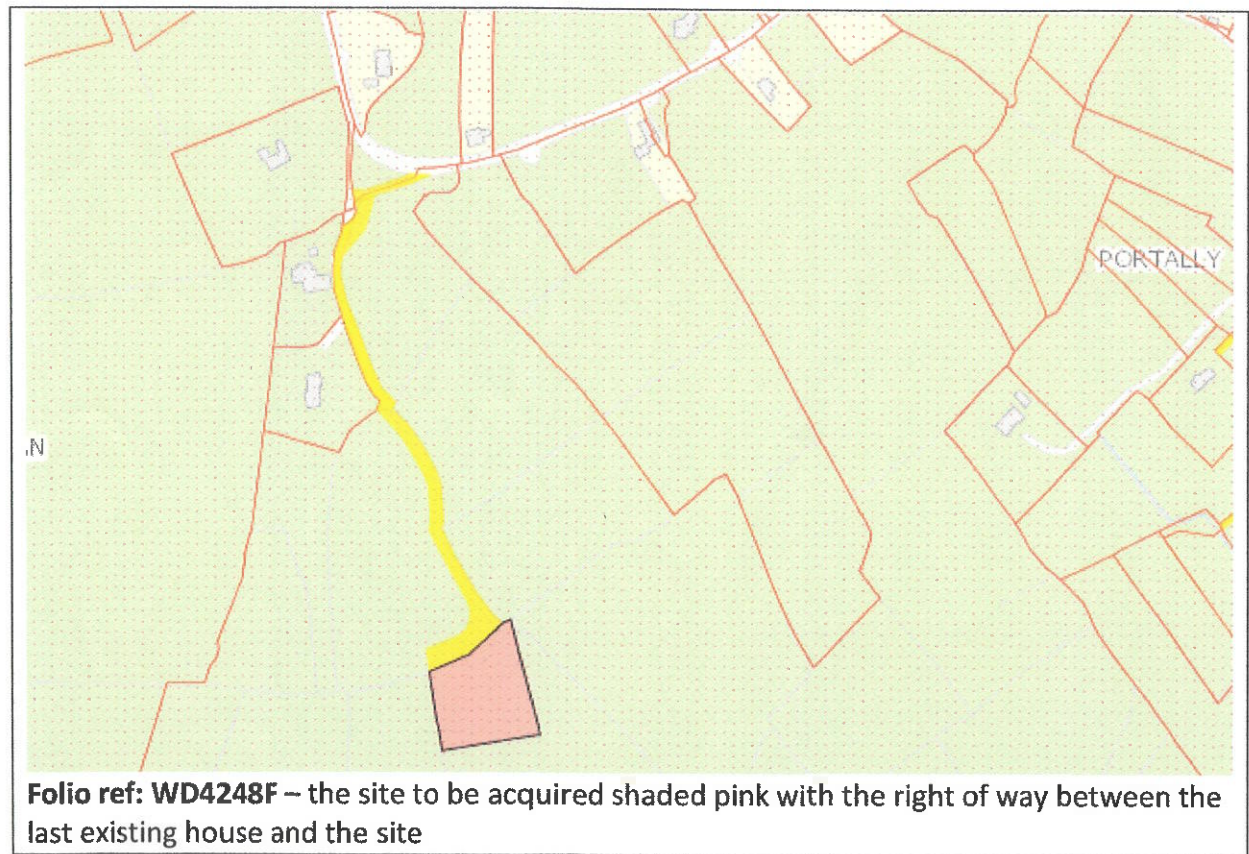 PORTALLY
.N
Folio ref: WD4248F – the site to be acquired shaded pink with the right of way between the
last existing house and the site